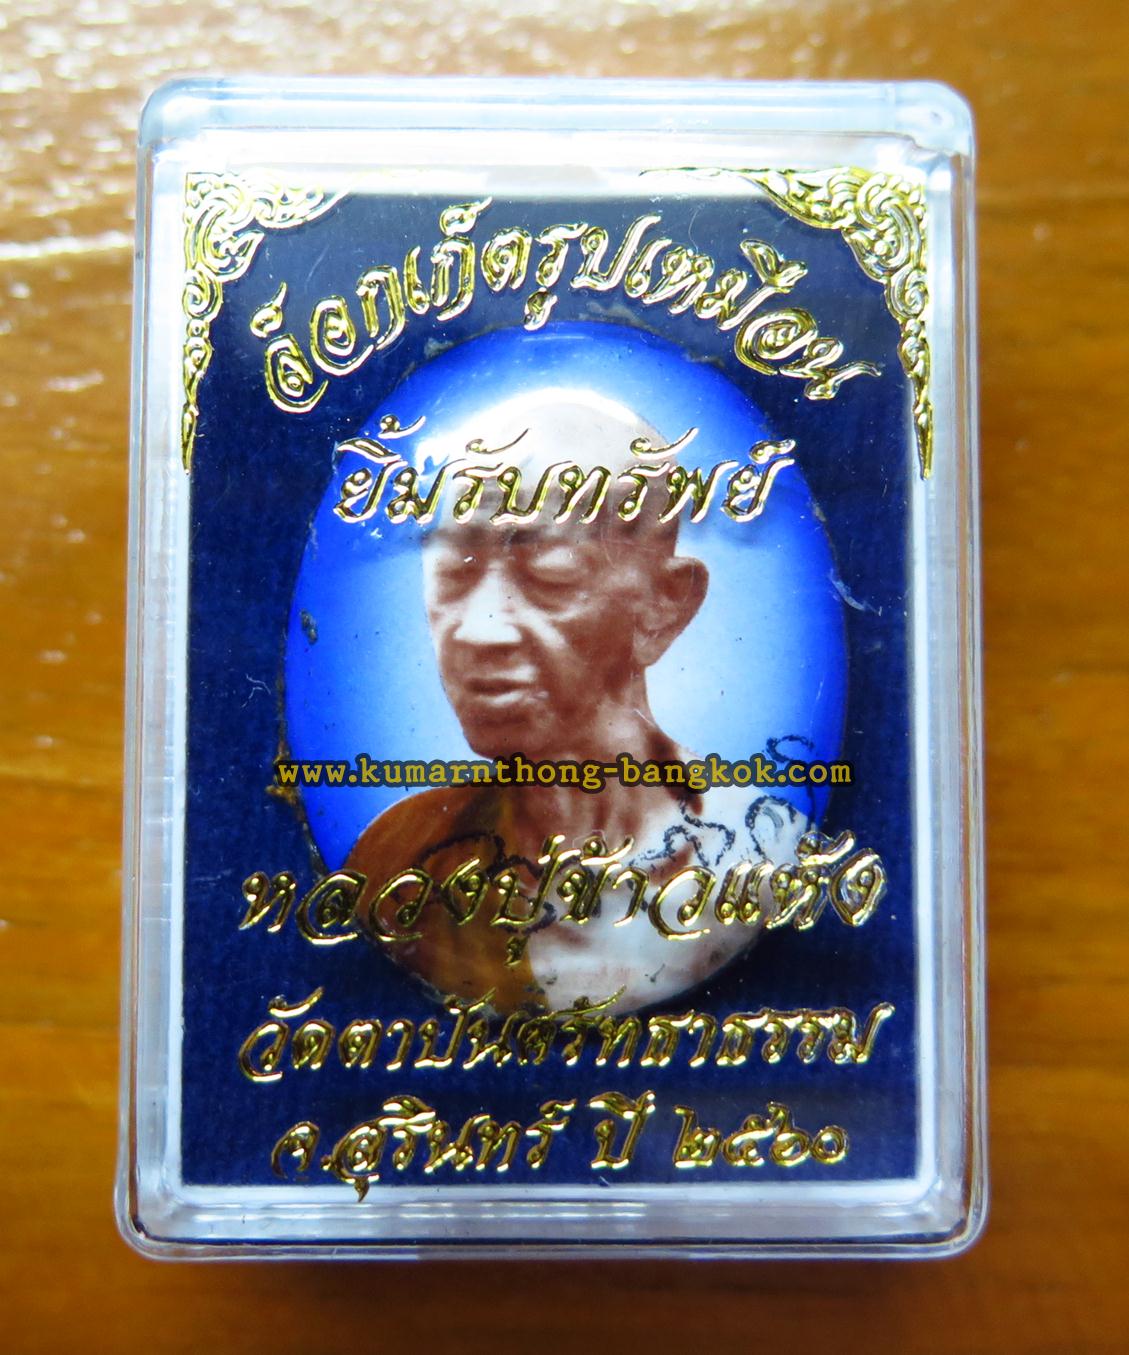 ล็อกเก็ตรูปเหมือน
ยิ้มรับทรัพย์
www.kumarnthong-bangkok.com
หลวงปู่ข้าวแห้ง
วัดตาปันศรัทธาธรรม
จ.สุรินทร์ ปี ๒๕๖๐